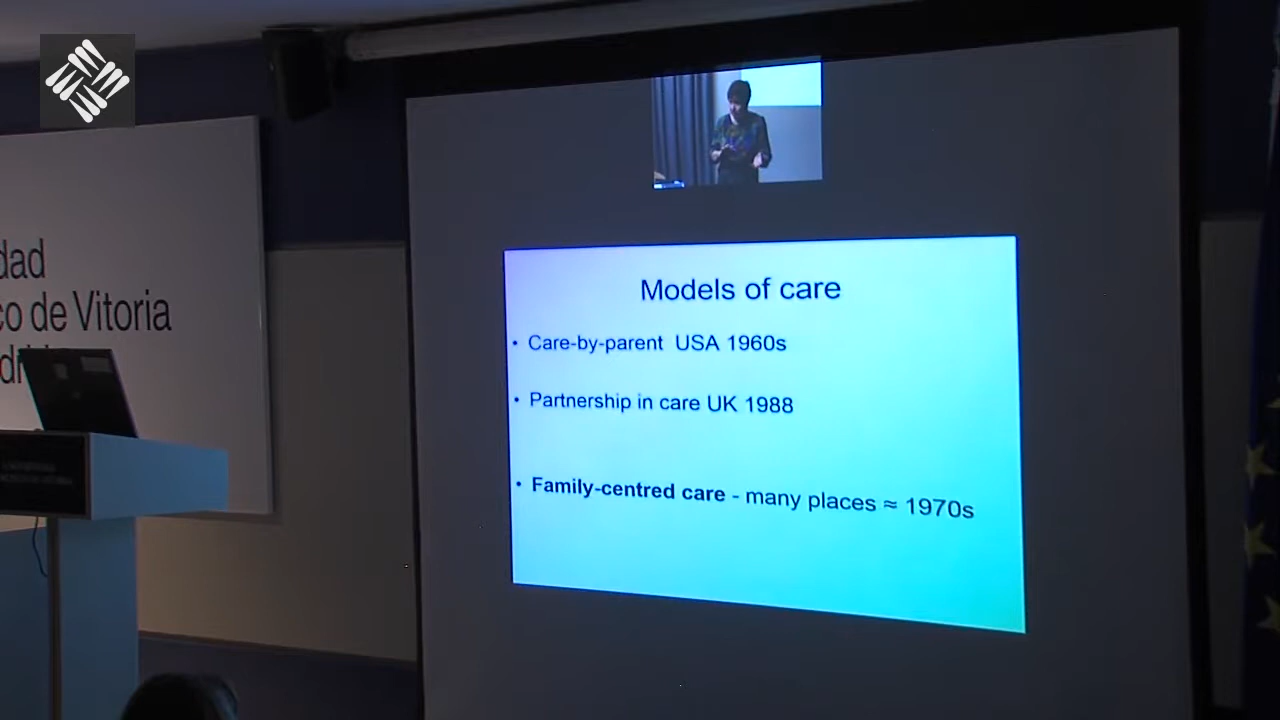 dad
co de Vitoria
Models of care
• Care-by-parent USA 1960s
• Partnership in care UK 1988
• Family-centred care - many places ≈ 1970s